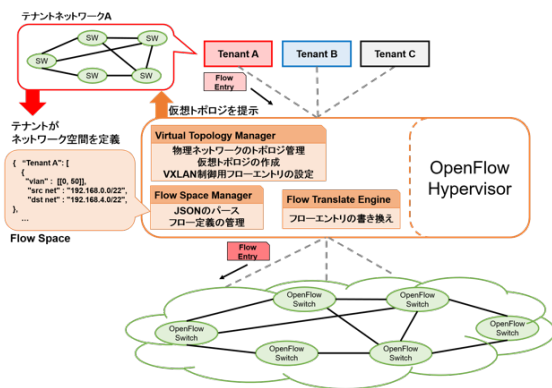 テナントネットワークA
SW
SW
SW
SW
SW
Tenant A
Tenant B
Tenant C
Flow
Entry
仮想トポロジを提示
テナントが
ネットワーク空間を定義
{ "Tenant A": [
{
"vlan" : [[0, 50]],
"src net" : "192.168.0.0/22",
"dst net" : "192.168.4.0/22",
},
...
Flow Space
Virtual Topology Manager
物理ネットワークのトポロジ管理
仮想トポロジの作成
VXLAN制御用フローエントリの設定
Flow Space Manager
JSONのパース
フロー定義の管理
Flow Translate Engine
フローエントリの書き換え
OpenFlow
Hypervisor
Flow
Entry
OpenFlow
Switch
OpenFlow
Switch
OpenFlow
Switch
OpenFlow
Switch
OpenFlow
Switch
OpenFlow
Switch